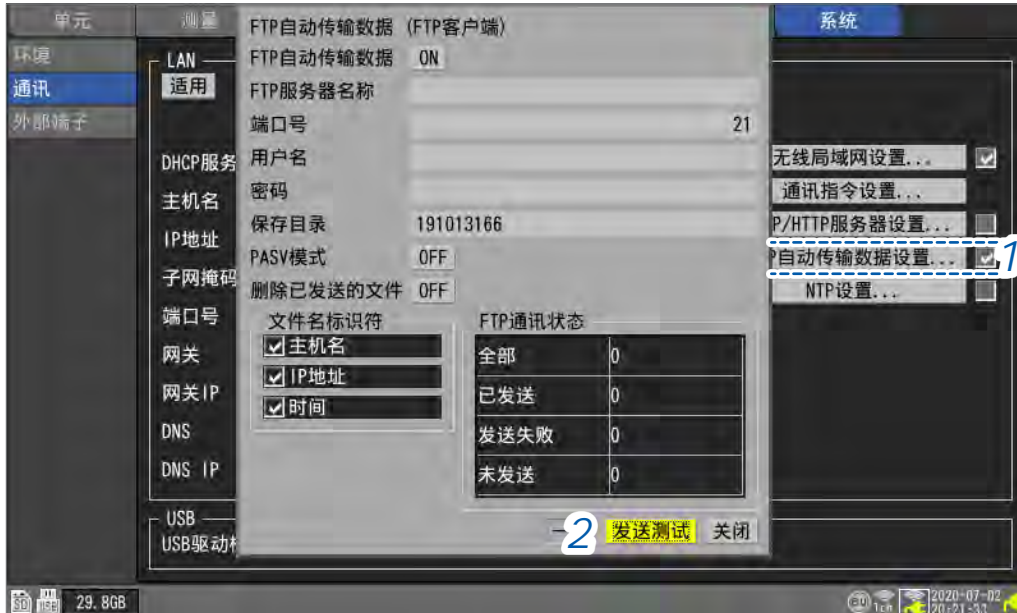 单元
测量
系统
环境
通讯
外部端子
LAN
适用
DHCP服务
主机名
IP地址
子网掩码
端口号
网关
网关IP
DNS
DNS IP
USB
USB驱动
FTP自动传输数据 (FTP客户端)
FTP自动传输数据 ON
FTP服务器名称
端口号 21
用户名
密码
保存目录 191013166
PASV模式 OFF
删除已发送的文件 OFF
文件名标识符
主机名
IP地址
时间
FTP通讯状态
全部 0
已发送 0
发送失败 0
未发送 0
2 发送测试 关闭
无线局域网设置...
通讯指令设置...
P/HTTP服务器设置...
P自动传输数据设置... 1
NTP设置...
SD USB 29.8GB
2020-07-02